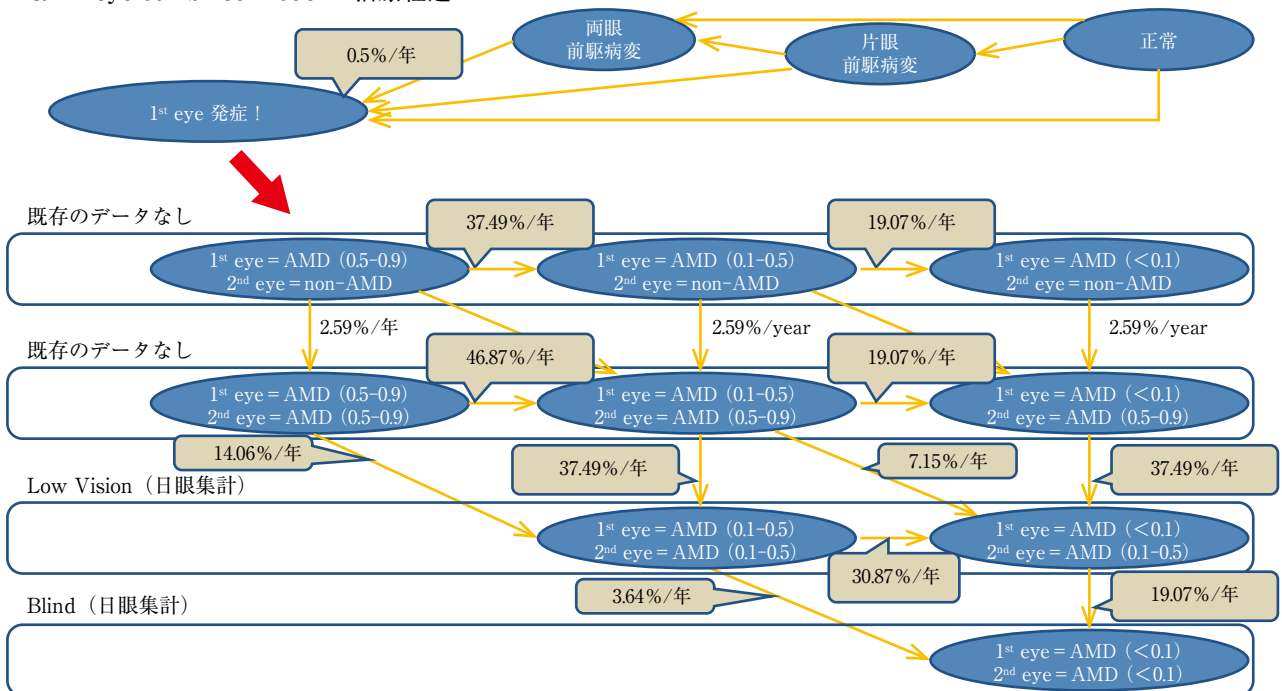 両眼
前駆病変
片眼
前駆病変
正常
0.5%/年
1st eye 発症！
既存のデータなし
37.49%/年
19.07%/年
1st eye＝AMD（0.5-0.9）
2nd eye＝non-AMD
1st eye＝AMD（0.1-0.5）
2nd eye＝non-AMD
1st eye＝AMD（<0.1）
2nd eye＝non-AMD
2.59%/年
2.59%/year
2.59%/year
既存のデータなし
46.87%/年
19.07%/年
1st eye＝AMD（0.5-0.9）
2nd eye＝AMD（0.5-0.9）
1st eye＝AMD（0.1-0.5）
2nd eye＝AMD（0.5-0.9）
1st eye＝AMD（<0.1）
2nd eye＝AMD（0.5-0.9）
14.06%/年
37.49%/年
7.15%/年
37.49%/年
Low Vision（日眼集計）
1st eye＝AMD（0.1-0.5）
2nd eye＝AMD（0.1-0.5）
1st eye＝AMD（<0.1）
2nd eye＝AMD（0.1-0.5）
30.87%/年
3.64%/年
19.07%/年
Blind（日眼集計）
1st eye＝AMD（<0.1）
2nd eye＝AMD（<0.1）